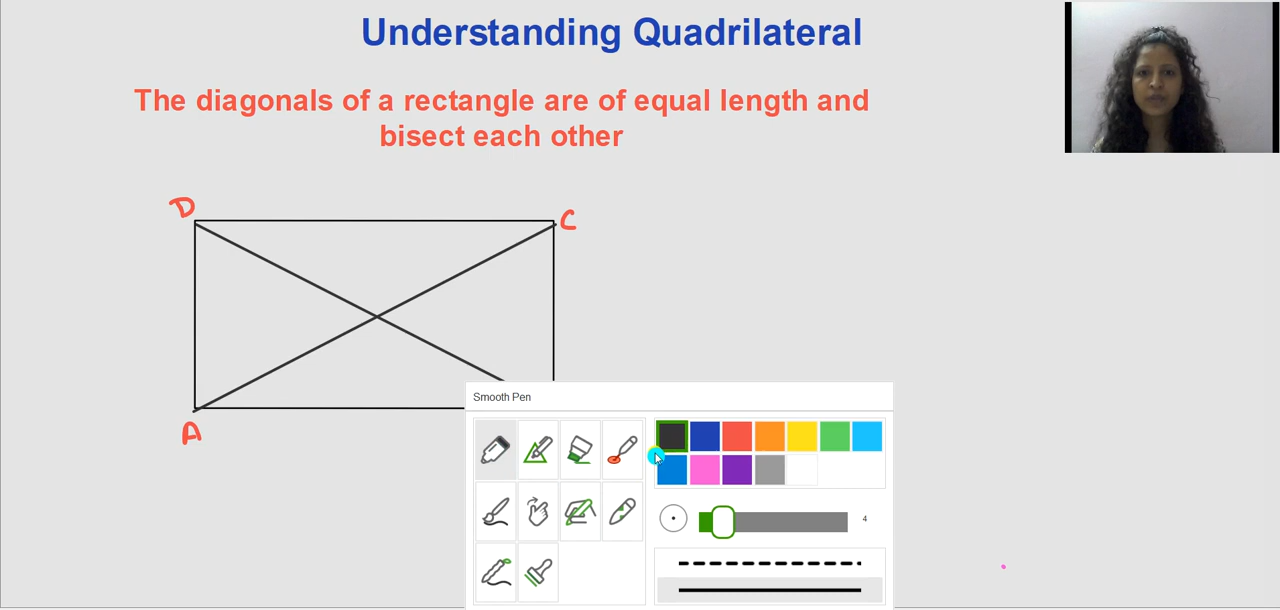 Understanding Quadrilateral
The diagonals of a rectangle are of equal length and
bisect each other
D
C
A
Smooth Pen
4